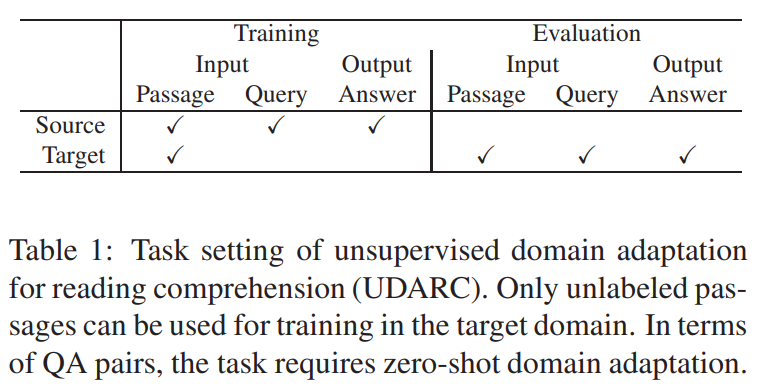 Training Evaluation
Input Output Input Output
Passage Query Answer Passage Query Answer
Source ✓ ✓ ✓
Target ✓ ✓ ✓ ✓
Table 1: Task setting of unsupervised domain adaptation
for reading comprehension (UDARC). Only unlabeled pas-
sages can be used for training in the target domain. In terms
of QA pairs, the task requires zero-shot domain adaptation.